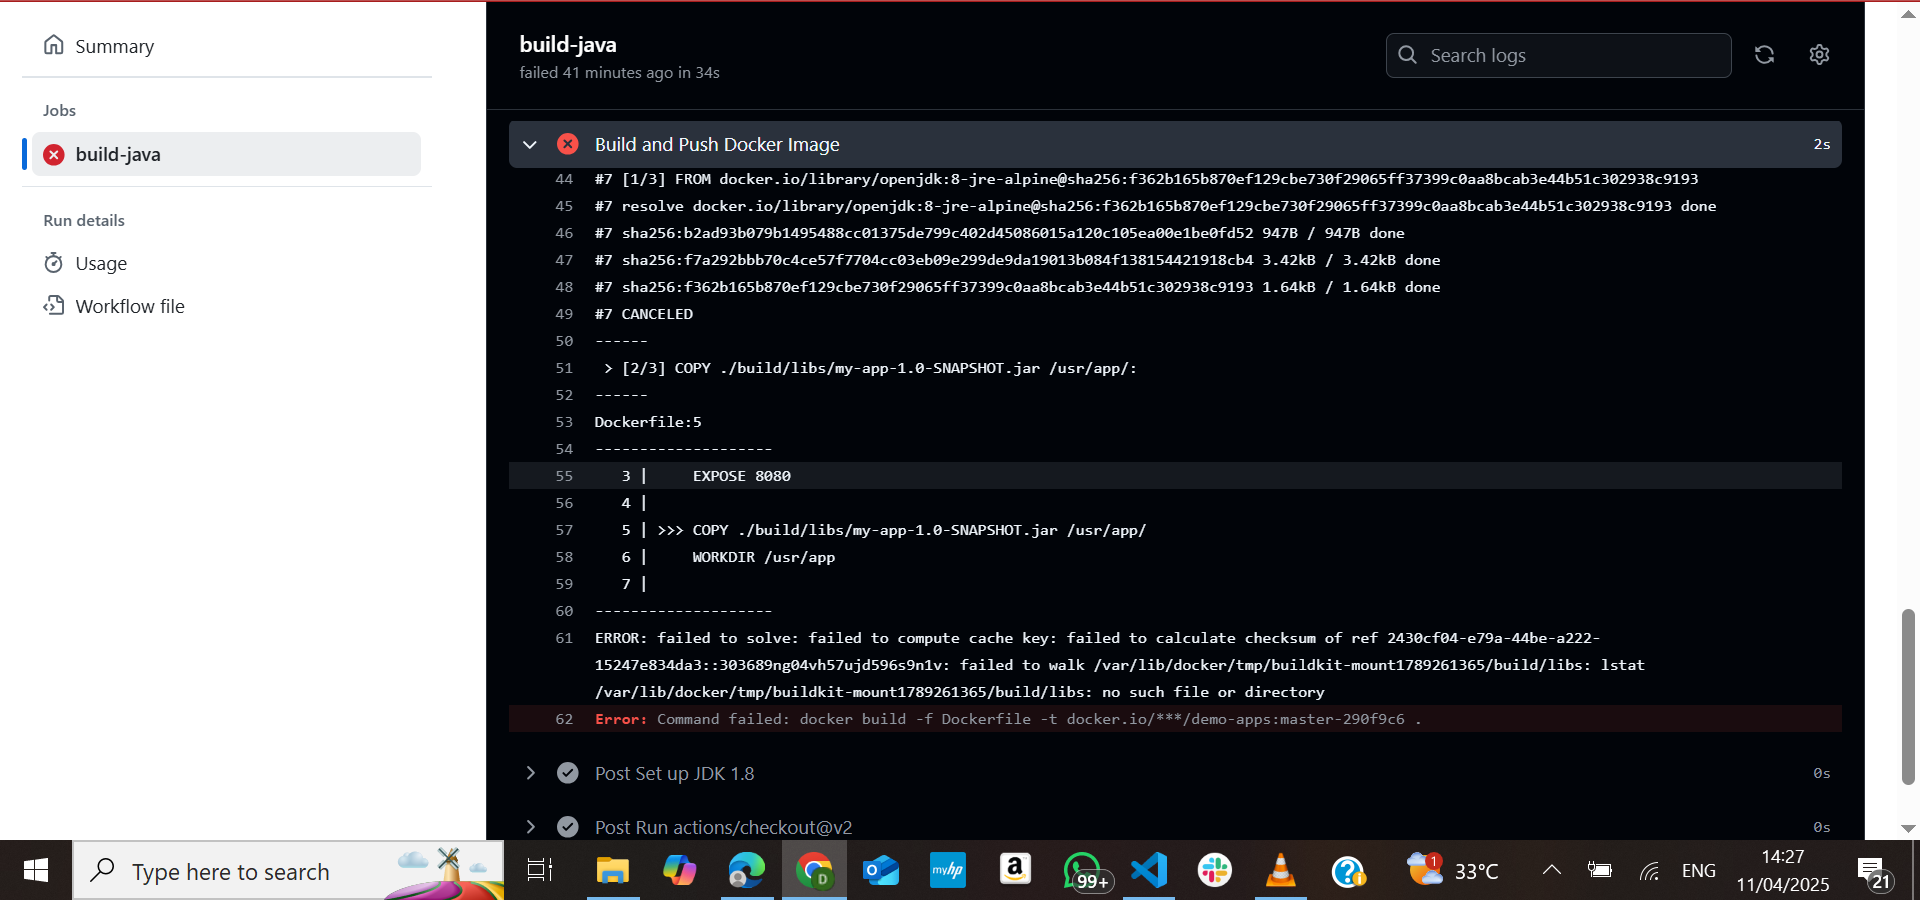 Summary
Jobs
build-java
Run details
Usage
Workflow file
build-java
failed 41 minutes ago in 34s
Search logs
Build and Push Docker Image
2s
44 #7 [1/3] FROM docker.io/library/openjdk:8-jre-alpine@sha256:f362b165b870ef129cbe730f29065ff37399c0aa8bcab3e44b51c302938c9193
45 #7 resolve docker.io/library/openjdk:8-jre-alpine@sha256:f362b165b870ef129cbe730f29065ff37399c0aa8bcab3e44b51c302938c9193 done
46 #7 sha256:b2ad93b079b1495488cc01375de799c402d45086015a120c105ea00e1be0fd52 947B / 947B done
47 #7 sha256:f7a292bbb70c4ce57f7704cc03eb09e299de9da19013b084f138154421918cb4 3.42kB / 3.42kB done
48 #7 sha256:f362b165b870ef129cbe730f29065ff37399c0aa8bcab3e44b51c302938c9193 1.64kB / 1.64kB done
49 #7 CANCELED
50 ------
51 > [2/3] COPY ./build/libs/my-app-1.0-SNAPSHOT.jar /usr/app/:
52 ------
53 Dockerfile:5
54 --------------------
55 3 | EXPOSE 8080
56 4 |
57 5 | >>> COPY ./build/libs/my-app-1.0-SNAPSHOT.jar /usr/app/
58 6 | WORKDIR /usr/app
59 7 |
60 --------------------
61 ERROR: failed to solve: failed to compute cache key: failed to calculate checksum of ref 2430cf04-e79a-44be-a222-
15247e834da3::303689ng04vh57ujd596s9n1v: failed to walk /var/lib/docker/tmp/buildkit-mount1789261365/build/libs: lstat
/var/lib/docker/tmp/buildkit-mount1789261365/build/libs: no such file or directory
62 Error: Command failed: docker build -f Dockerfile -t docker.io/***/demo-apps:master-290f9c6 .
Post Set up JDK 1.8
0s
Post Run actions/checkout@v2
0s
Type here to search
D
my hp
a
99+
1
33°C
ENG
14:27
11/04/2025
21